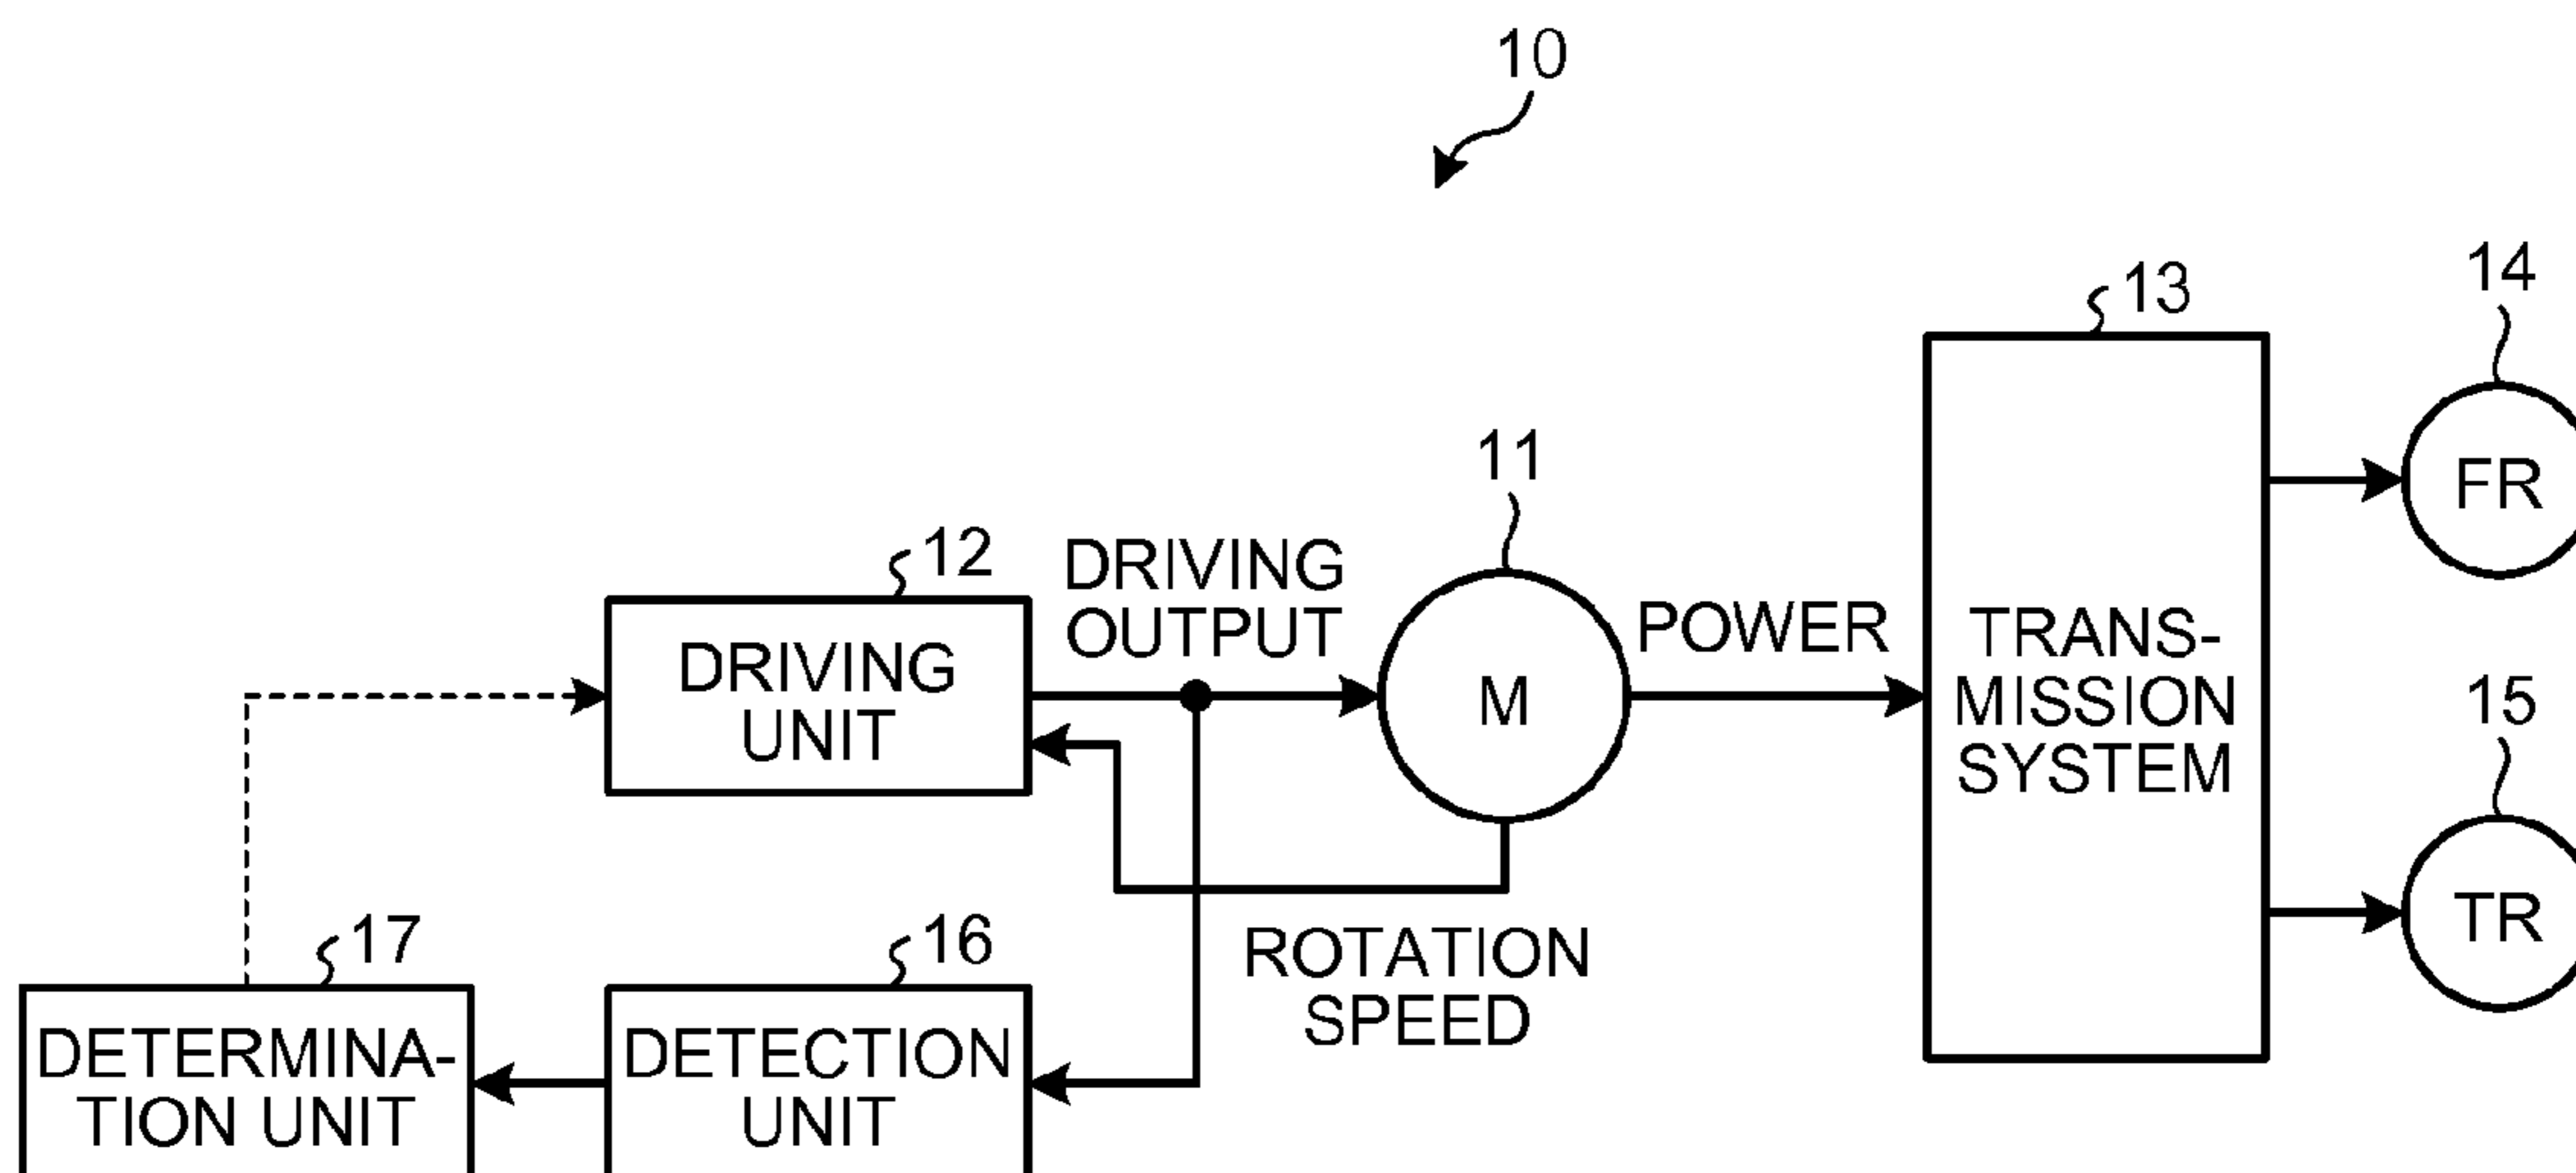 10
14
13
11
FR
12
DRIVING
OUTPUT
POWER
TRANS-
MISSION
SYSTEM
DRIVING
UNIT
M
15
17
16
ROTATION
SPEED
TR
DETERMINA-
TION UNIT
DETECTION
UNIT